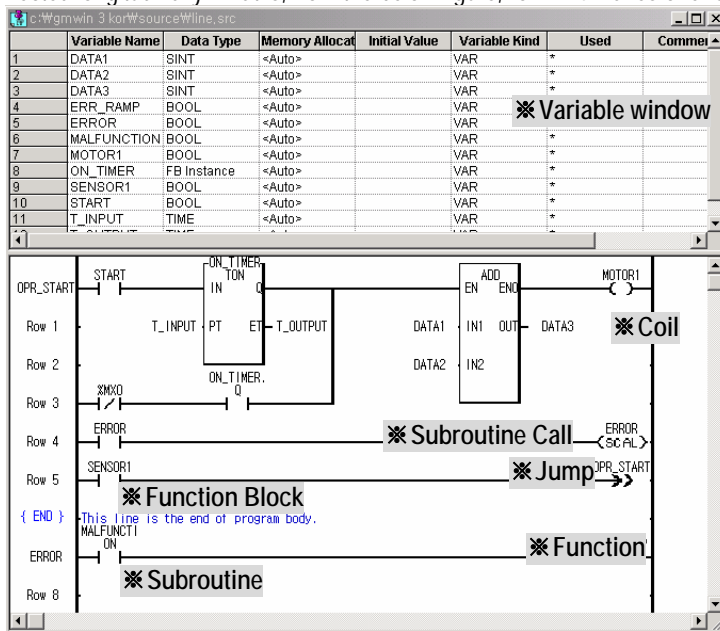 c:₩gmwin 3 kor₩source₩line,src
Variable Name Data Type Memory Allocat Initial Value Variable Kind Used Commer
1 DATA1 SINT <Auto> VAR *
2 DATA2 SINT <Auto> VAR *
3 DATA3 SINT <Auto> VAR *
4 ERR_RAMP BOOL <Auto> VAR
5 ERROR BOOL <Auto> VAR *
6 MALFUNCTION BOOL <Auto> VAR *
7 MOTOR1 BOOL <Auto> VAR *
8 ON_TIMER FB Instance <Auto> VAR *
9 SENSOR1 BOOL <Auto> VAR *
10 START BOOL <Auto> VAR *
11 T_INPUT TIME <Auto> VAR *
※ Variable window
ON_TIMER
OPR_START START TON IN Q ADD EN ENO MOTOR1
Row 1 T_INPUT PT ET T_OUTPUT DATA1 IN1 OUT DATA3 ※ Coil
Row 2 DATA2 IN2
ON_TIMER.
Row 3 %MX0 Q
Row 4 ERROR ※ Subroutine Call ERROR
SCAL
Row 5 SENSOR1 ※ Jump OPR_START
※ Function Block
{ END } This line is the end of program body.
MALFUNCTI
ERROR ON ※ Function
※ Subroutine
Row 8